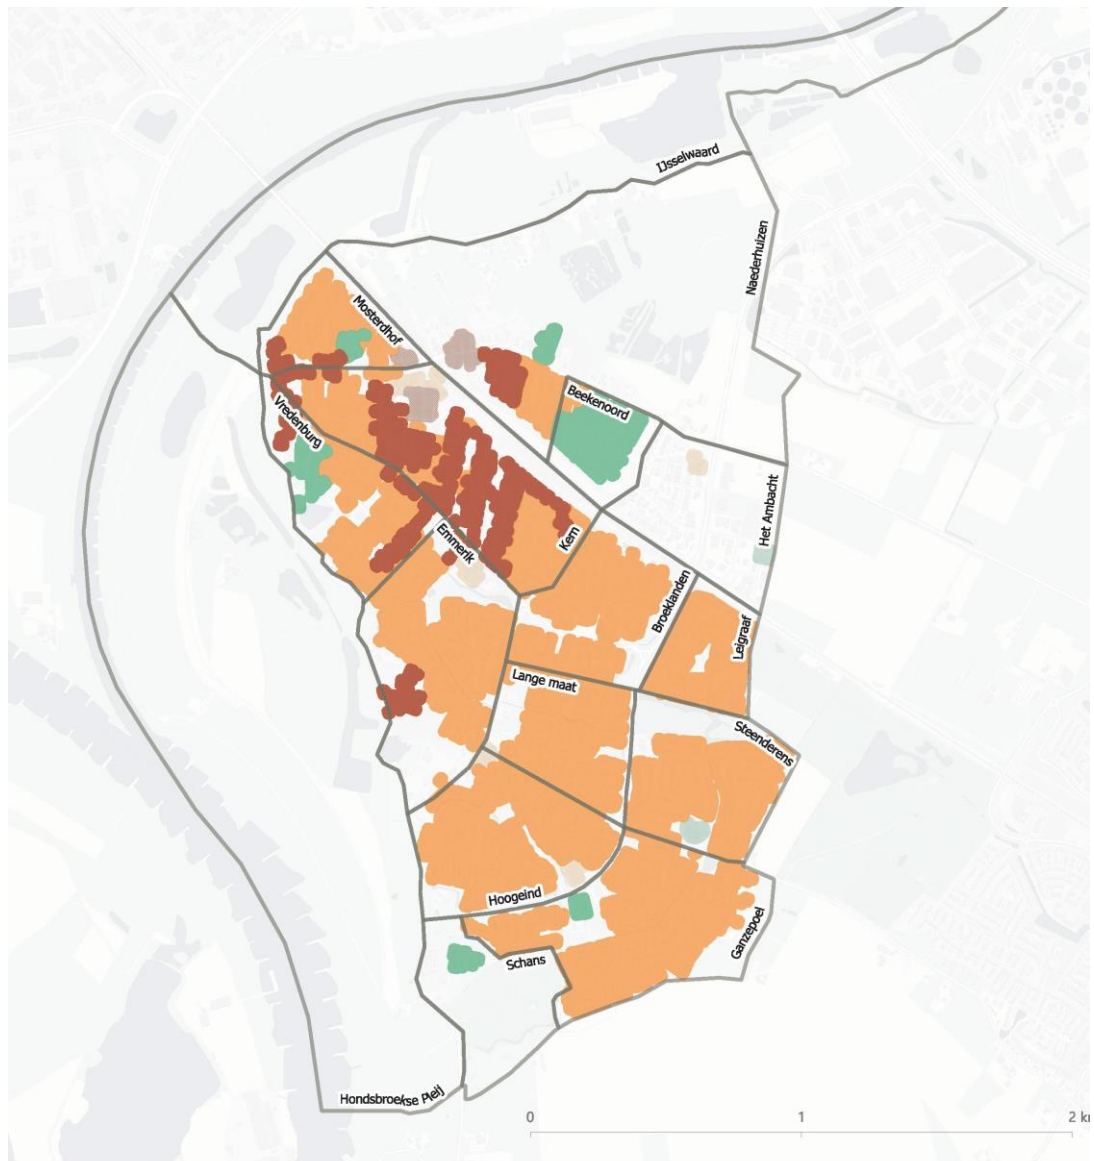 IJsselwaard
Naederhuizen
Mosterdhof
Beekenoord
Vredenburg
Het Ambacht
Kern
Emmerik
Broeklanden
Leigraaf
Lange maat
Steenderens
Hoogeind
Ganzepoel
Schans
Hondsbroekse Pleij
0
1
2 k